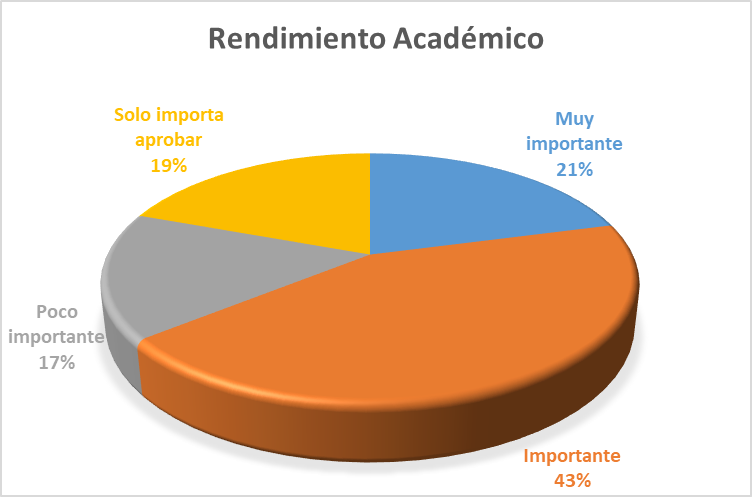 Rendimiento Académico
Solo importa
aprobar
19%
Muy
importante
21%
Poco
importante
17%
Importante
43%